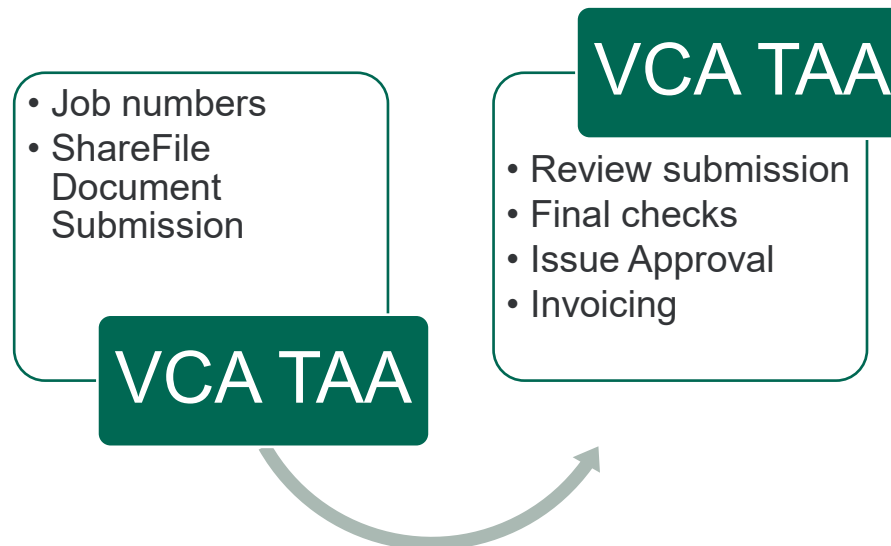 • Job numbers
• ShareFile
Document
Submission
VCA TAA
VCA TAA
• Review submission
• Final checks
• Issue Approval
• Invoicing